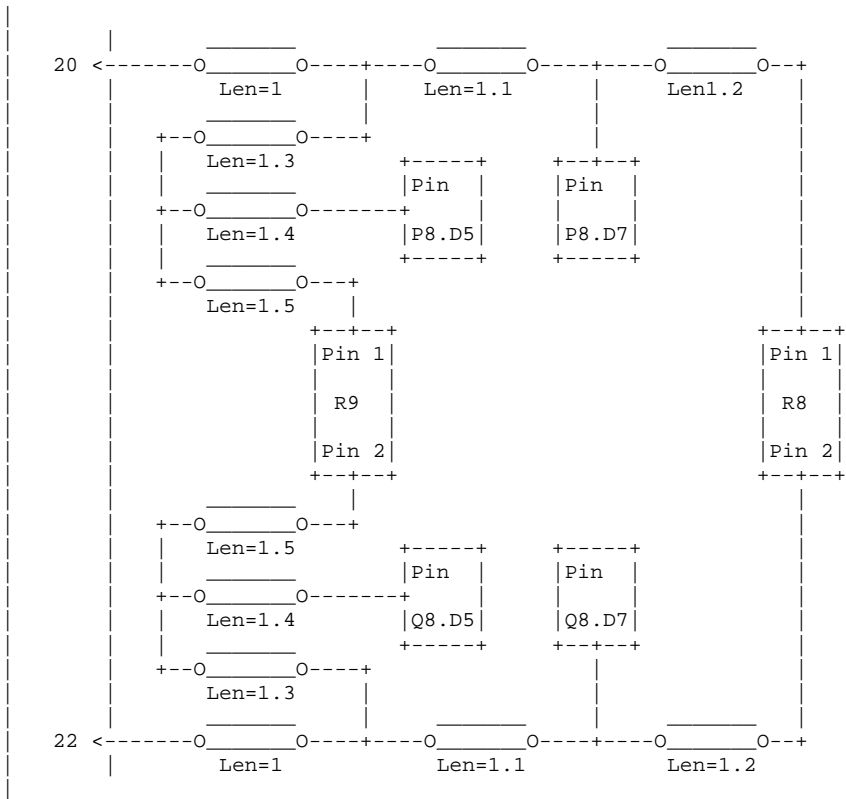 20
Len=1 Len=1.1 Len1.2
Len=1.3
Pin Pin
Len=1.4 P8.D5 P8.D7
Len=1.5
Pin 1 Pin 1
R9 R8
Pin 2 Pin 2
Len=1.5
Pin Pin
Len=1.4 Q8.D5 Q8.D7
Len=1.3
22
Len=1 Len=1.1 Len=1.2